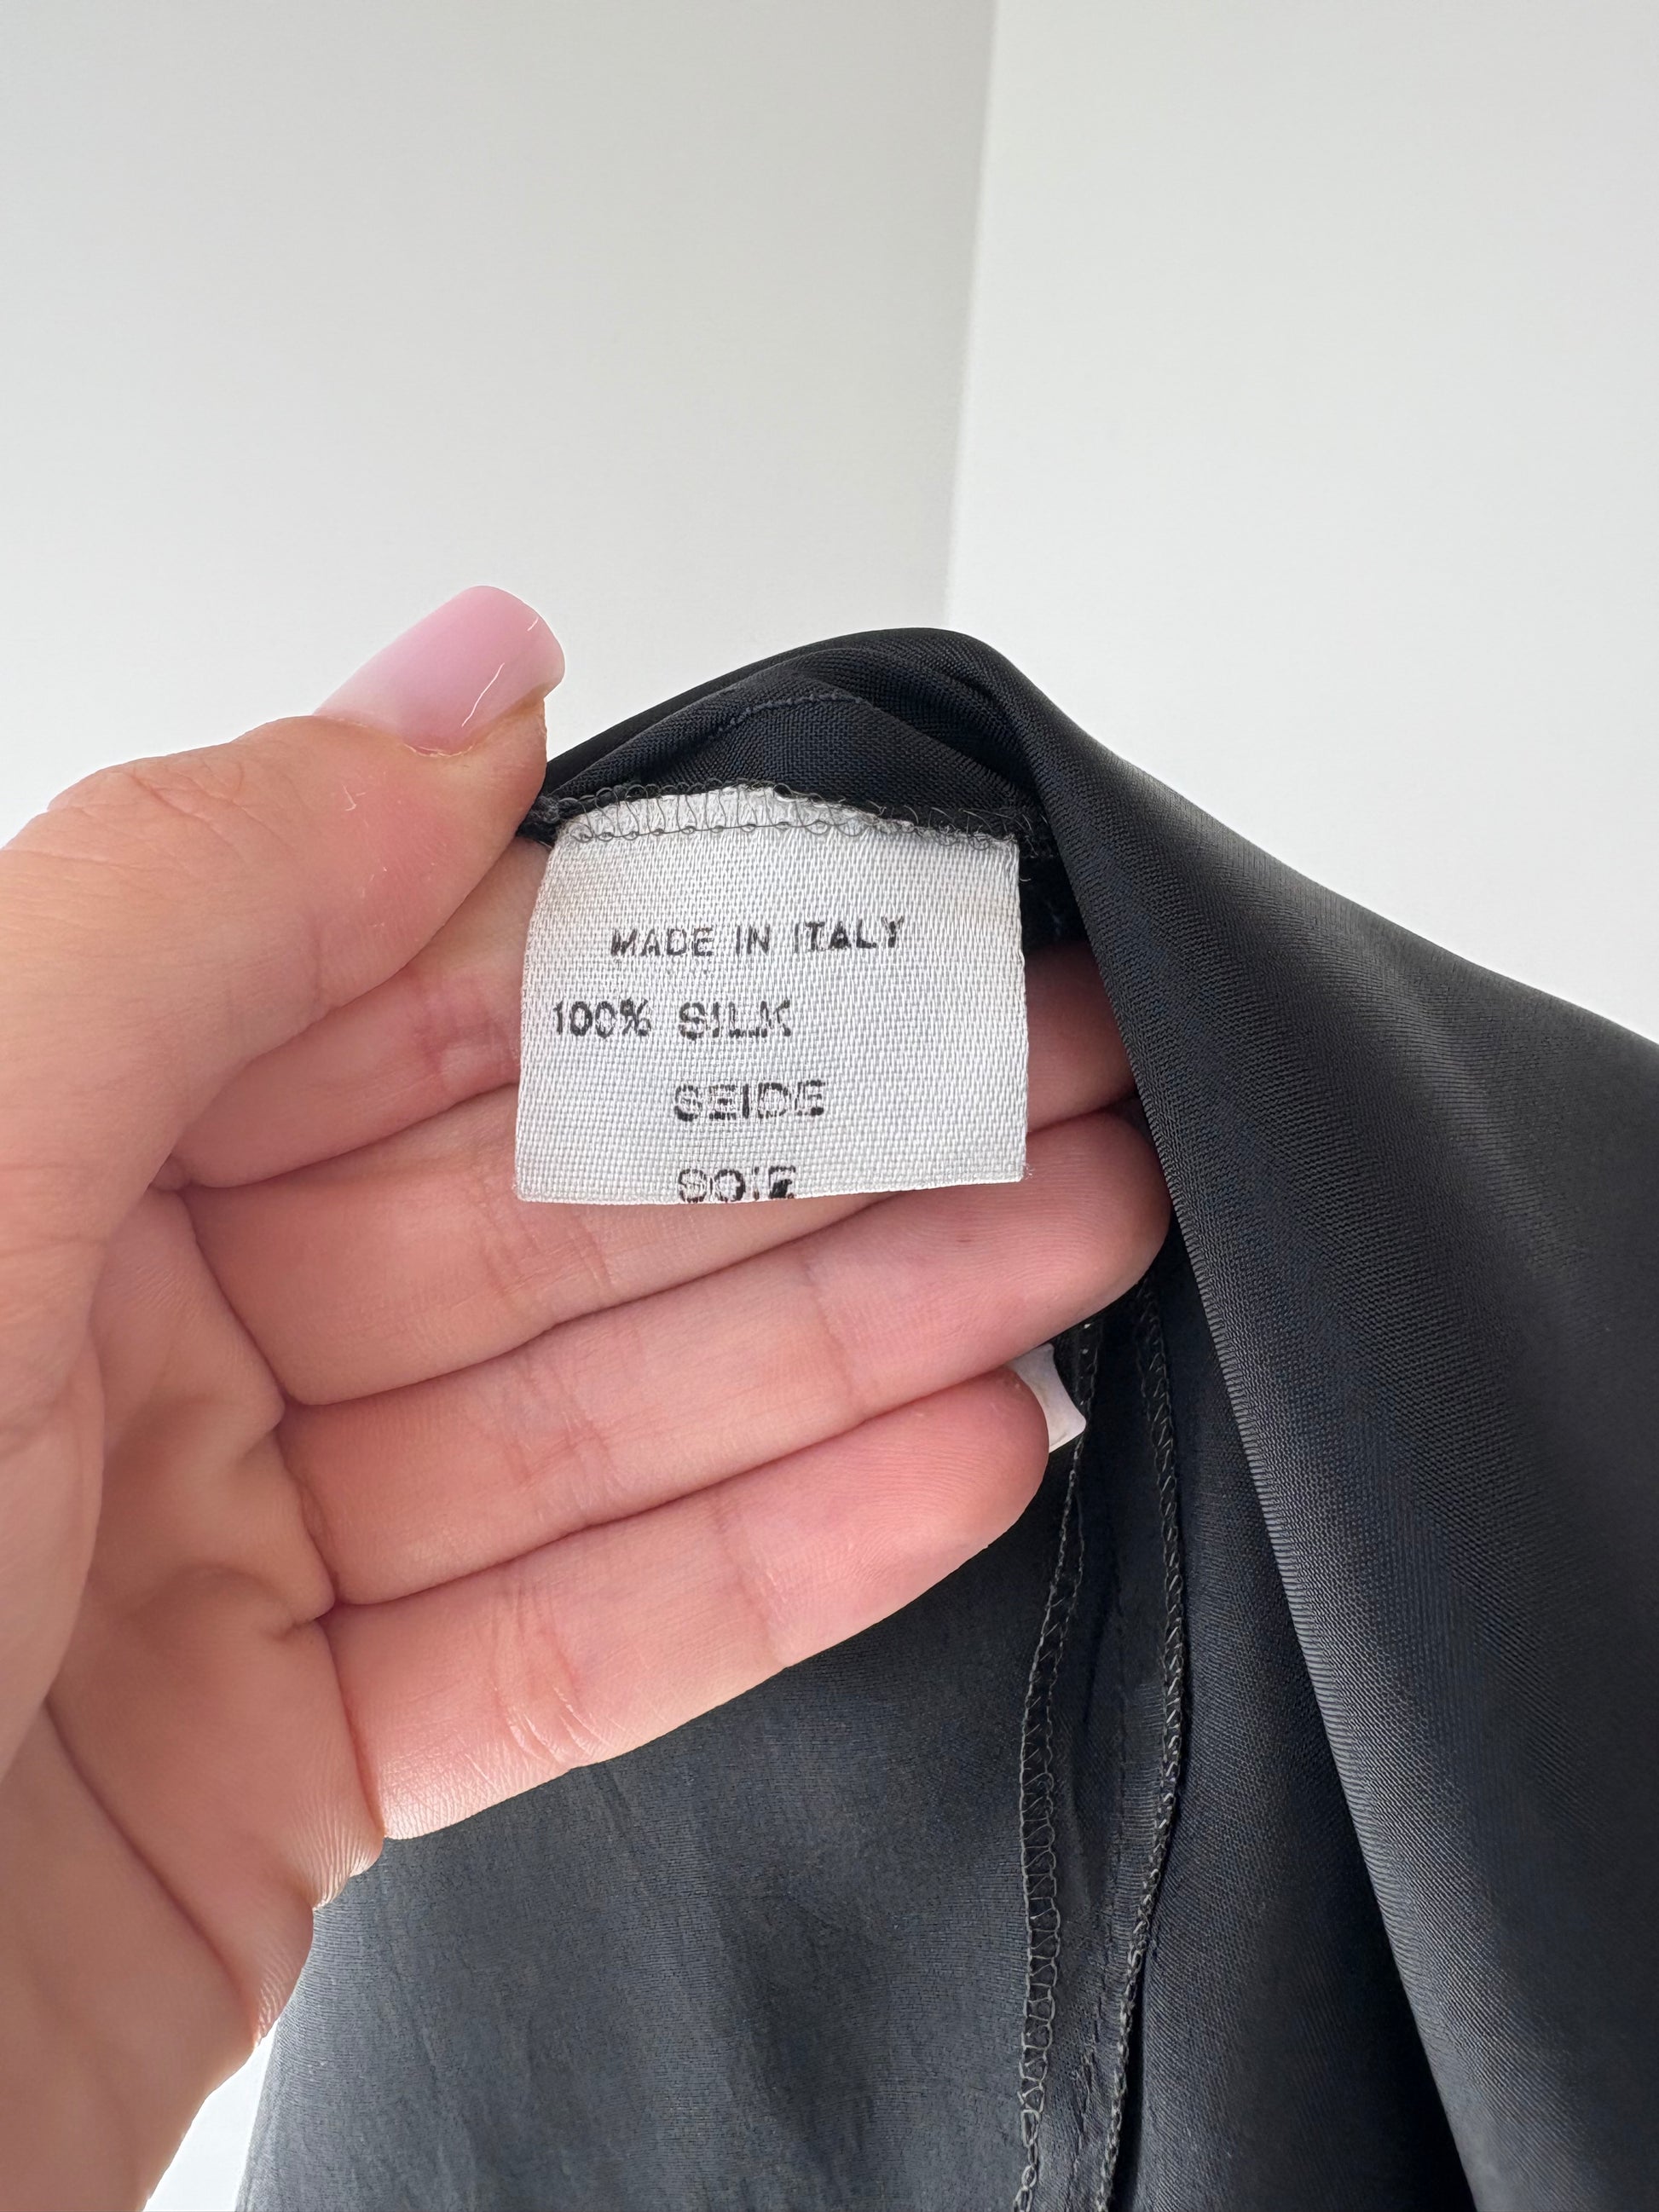 MADE IN ITALY
100% SILK
SEIDE
SOIE